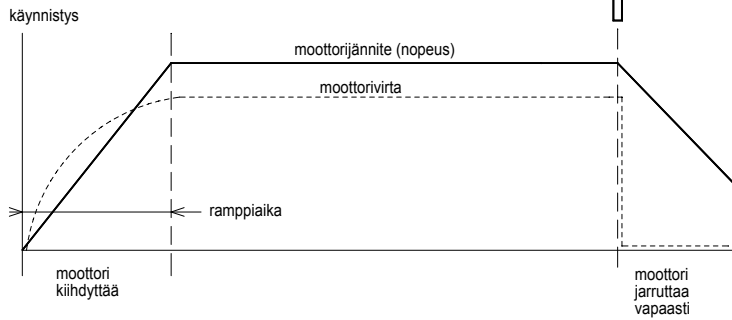 käynnistys
moottorijännite (nopeus)
moottorivirta
ramppiaika
moottori
kiihdyttää
moottori
jarruttaa
vapaasti